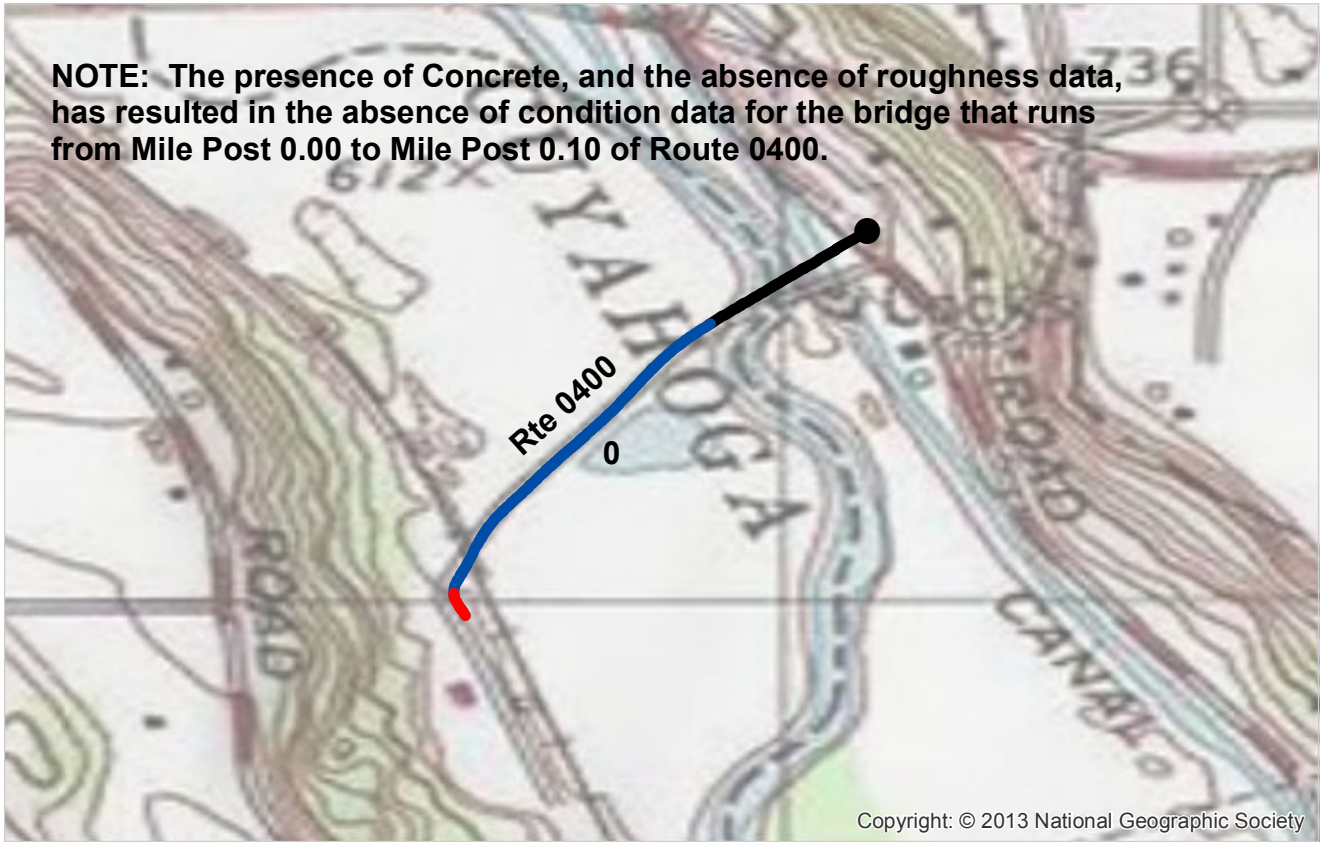 NOTE:  The presence of Concrete, and the absence of roughness data,
has resulted in the absence of condition data for the bridge that runs
from Mile Post 0.00 to Mile Post 0.10 of Route 0400.
736
612X
CUYAHOGA
Rte 0400
0
ROAD
ROAD
CANAL
Copyright: © 2013 National Geographic Society